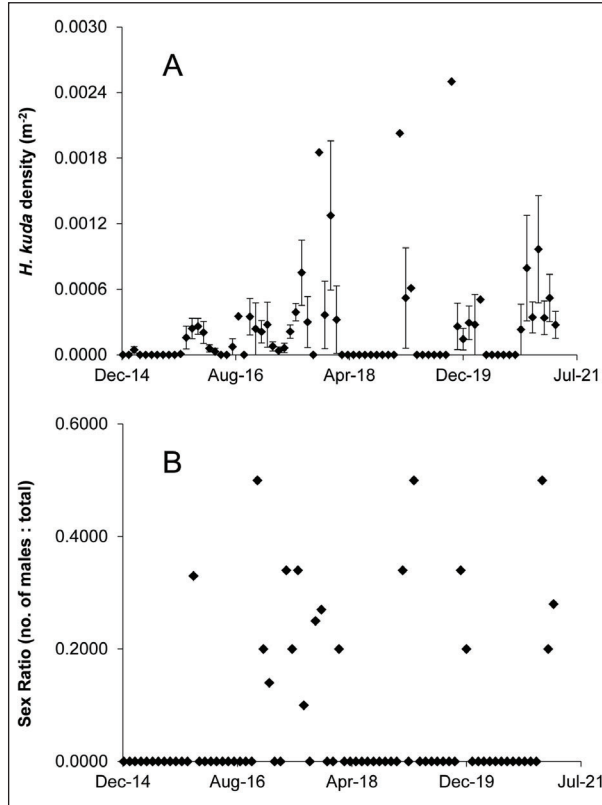 A
H. kuda density (m⁻²)
0.0030
0.0024
0.0018
0.0012
0.0006
0.0000
Dec-14 Aug-16 Apr-18 Dec-19 Jul-21
B
Sex Ratio (no. of males : total)
0.6000
0.4000
0.2000
0.0000
Dec-14 Aug-16 Apr-18 Dec-19 Jul-21